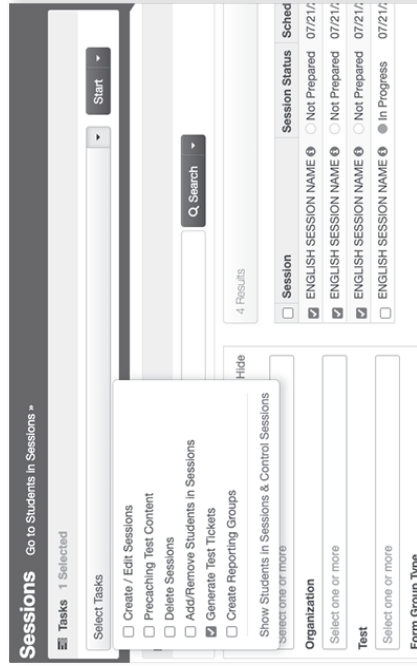 Sessions Go to Students in Sessions »
Tasks 1 Selected
Select Tasks
Start
Create / Edit Sessions
Precaching Test Content
Delete Sessions
Add/Remove Students in Sessions
Generate Test Tickets
Create Reporting Groups
Show Students in Sessions & Control Sessions
Search
Hide
Select one or more
Organization
Select one or more
Test
Select one or more
Form Group Type
4 Results
Session Session Status Sched
ENGLISH SESSION NAME Not Prepared 07/21/
ENGLISH SESSION NAME Not Prepared 07/21/
ENGLISH SESSION NAME Not Prepared 07/21/
ENGLISH SESSION NAME In Progress 07/21/